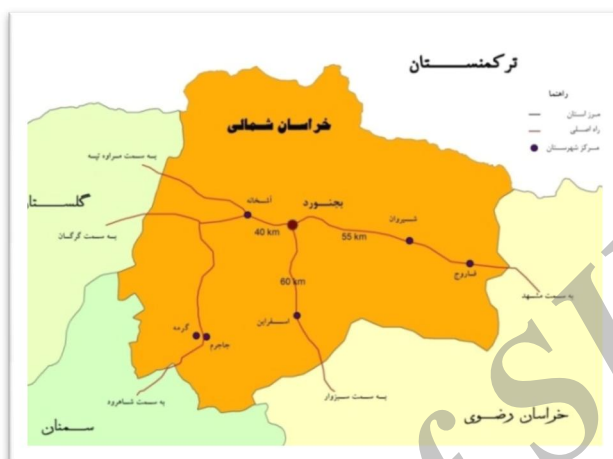 ترکمنستان
راهنما
مرز استان
راه اصلی
مرکز شهرستان
خراسان شمالی
به سمت مراوه تپه
گلستان
آشخانه
بجنورد
شیروان
به سمت گرگان
40 km
55 km
فاروج
60 km
به سمت مشهد
اسفراین
گرمه
جاجرم
به سمت شاهرود
به سمت سبزوار
خراسان رضوی
سمنان
of SI